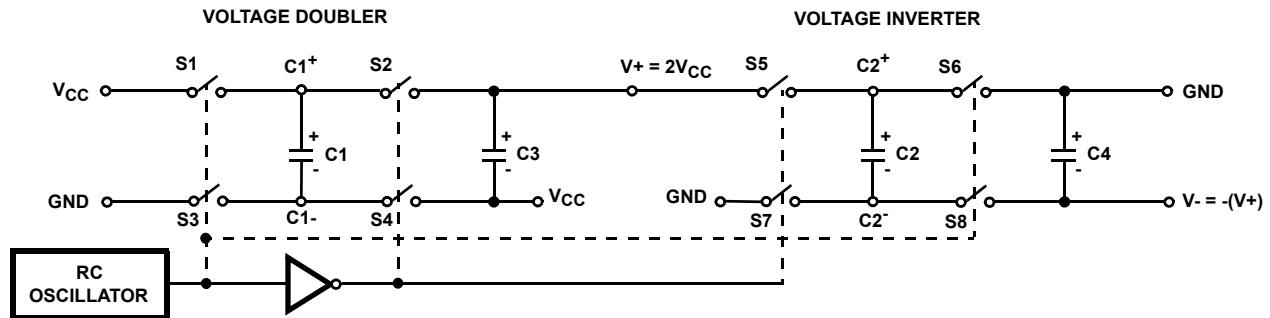 VOLTAGE DOUBLER
VOLTAGE INVERTER
S1 C1+ S2 V+ = 2VCC S5 C2+ S6
VCC GND
+ + + +
C1 C3 C2 C4
- - - -
GND VCC GND V- = -(V+)
S3 C1- S4 S7 C2- S8
RC
OSCILLATOR